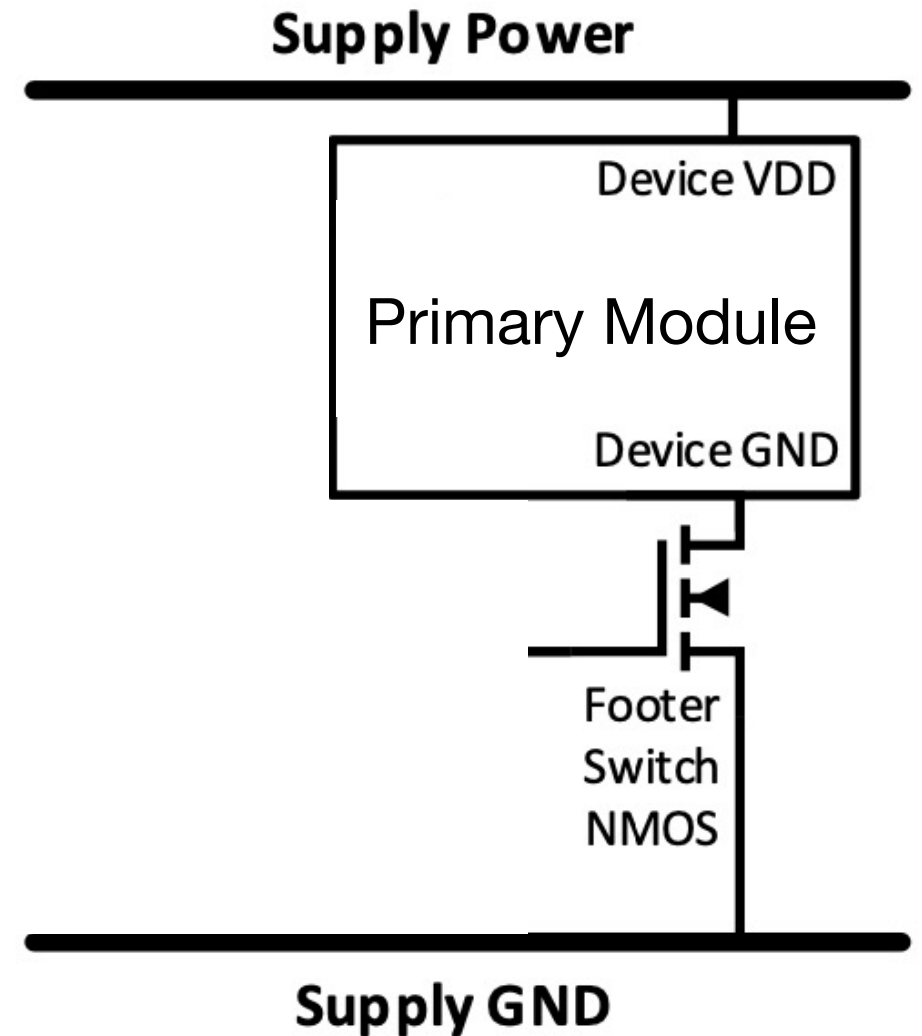 Supply Power
Device VDD
Primary Module
Device GND
Footer
Switch
NMOS
Supply GND